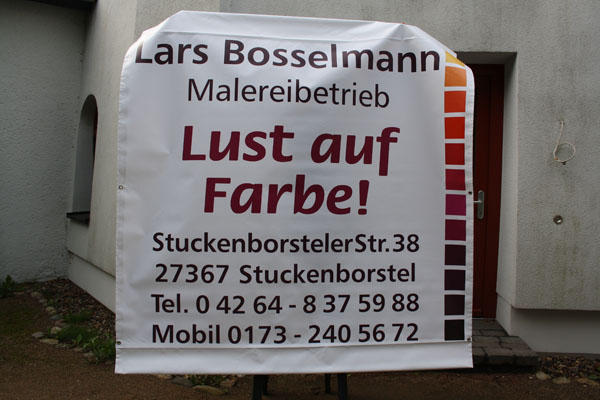 Lars Bosselmann
Malereibetrieb
Lust auf
Farbe!
StuckenborstelerStr.38
27367 Stuckenborstel
Tel. 0 42 64 - 8 37 59 88
Mobil 0173 - 240 56 72